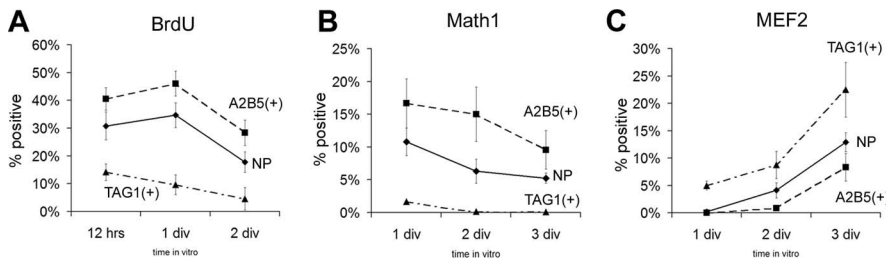 A
BrdU
% positive
60%
50%
40%
30%
20%
10%
0%
A2B5(+)
NP
TAG1(+)
12 hrs 1 div 2 div
time in vitro
B
Math1
% positive
25%
20%
15%
10%
5%
0%
A2B5(+)
NP
TAG1(+)
1 div 2 div 3 div
time in vitro
C
MEF2
% positive
30%
25%
20%
15%
10%
5%
0%
TAG1(+)
NP
A2B5(+)
1 div 2 div 3 div
time in vitro